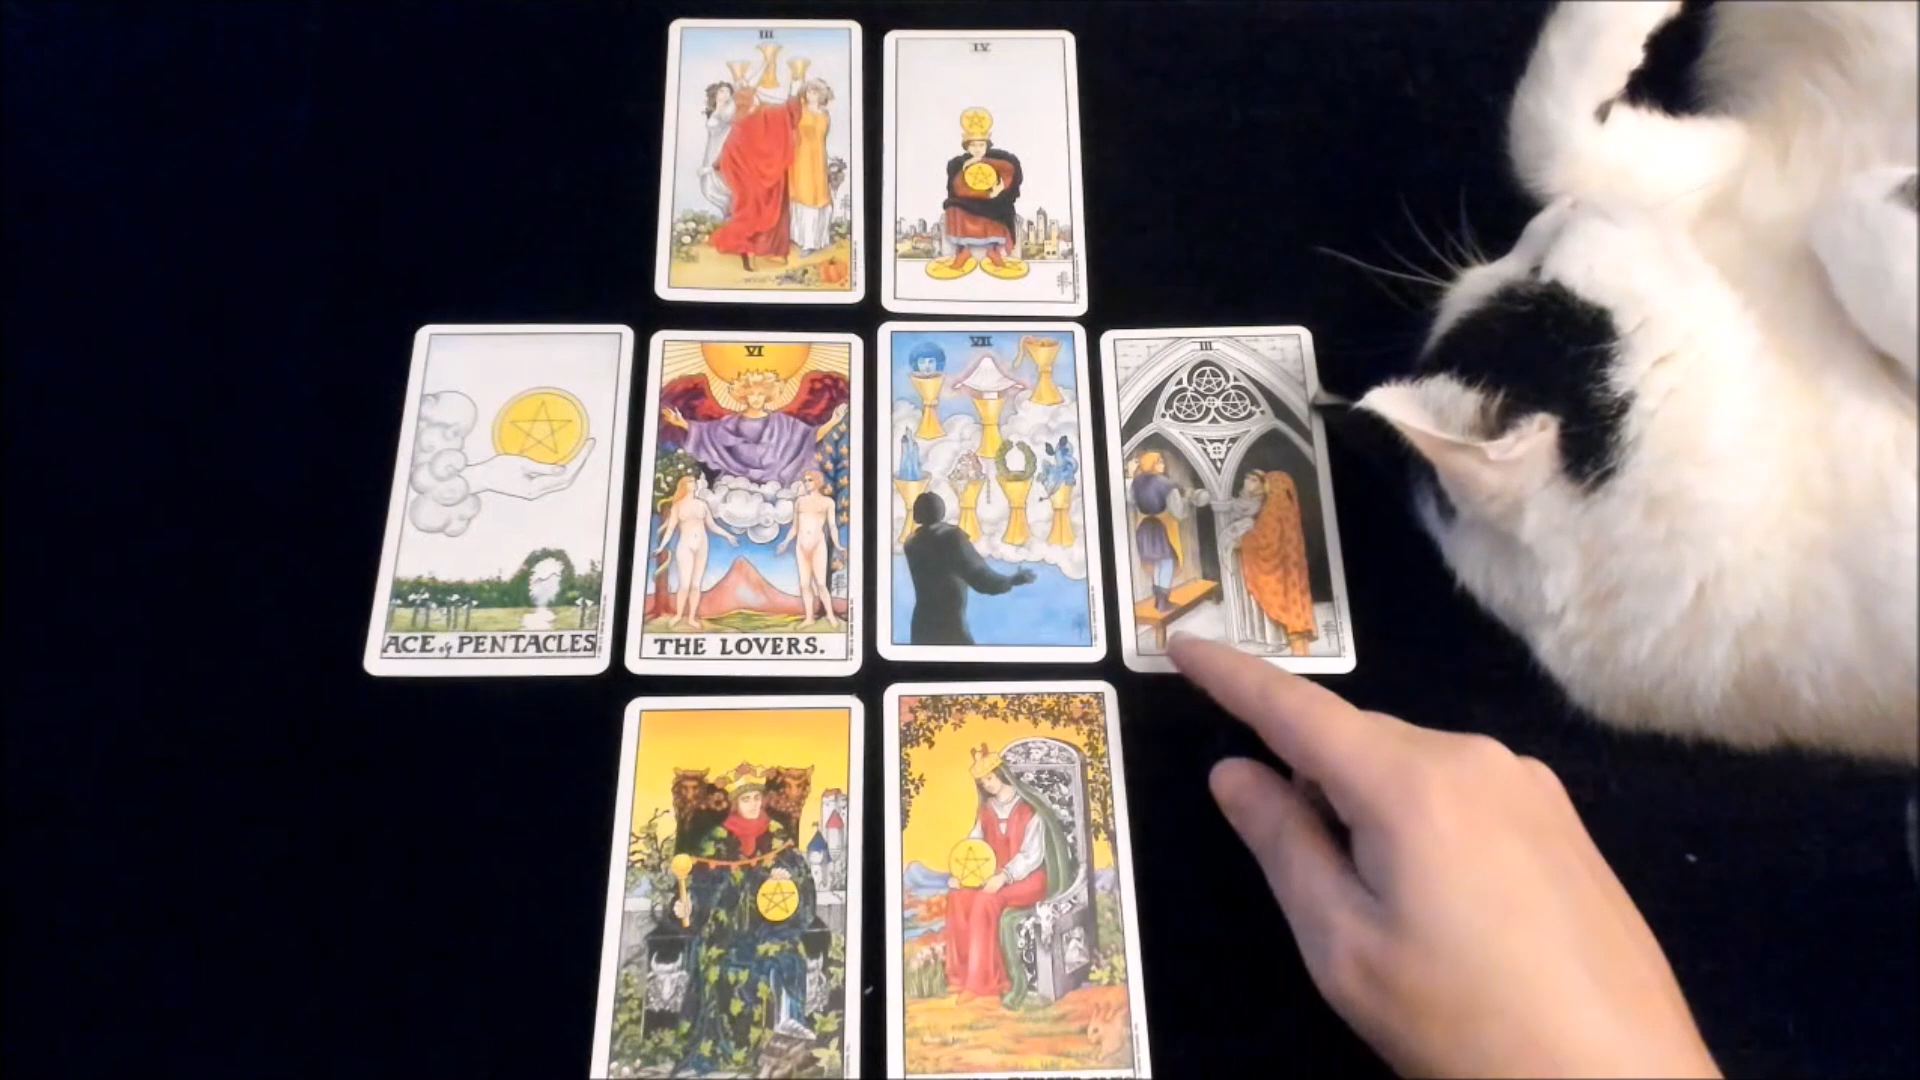 III
IV
VI
VII
III
ACE of PENTACLES
THE LOVERS.